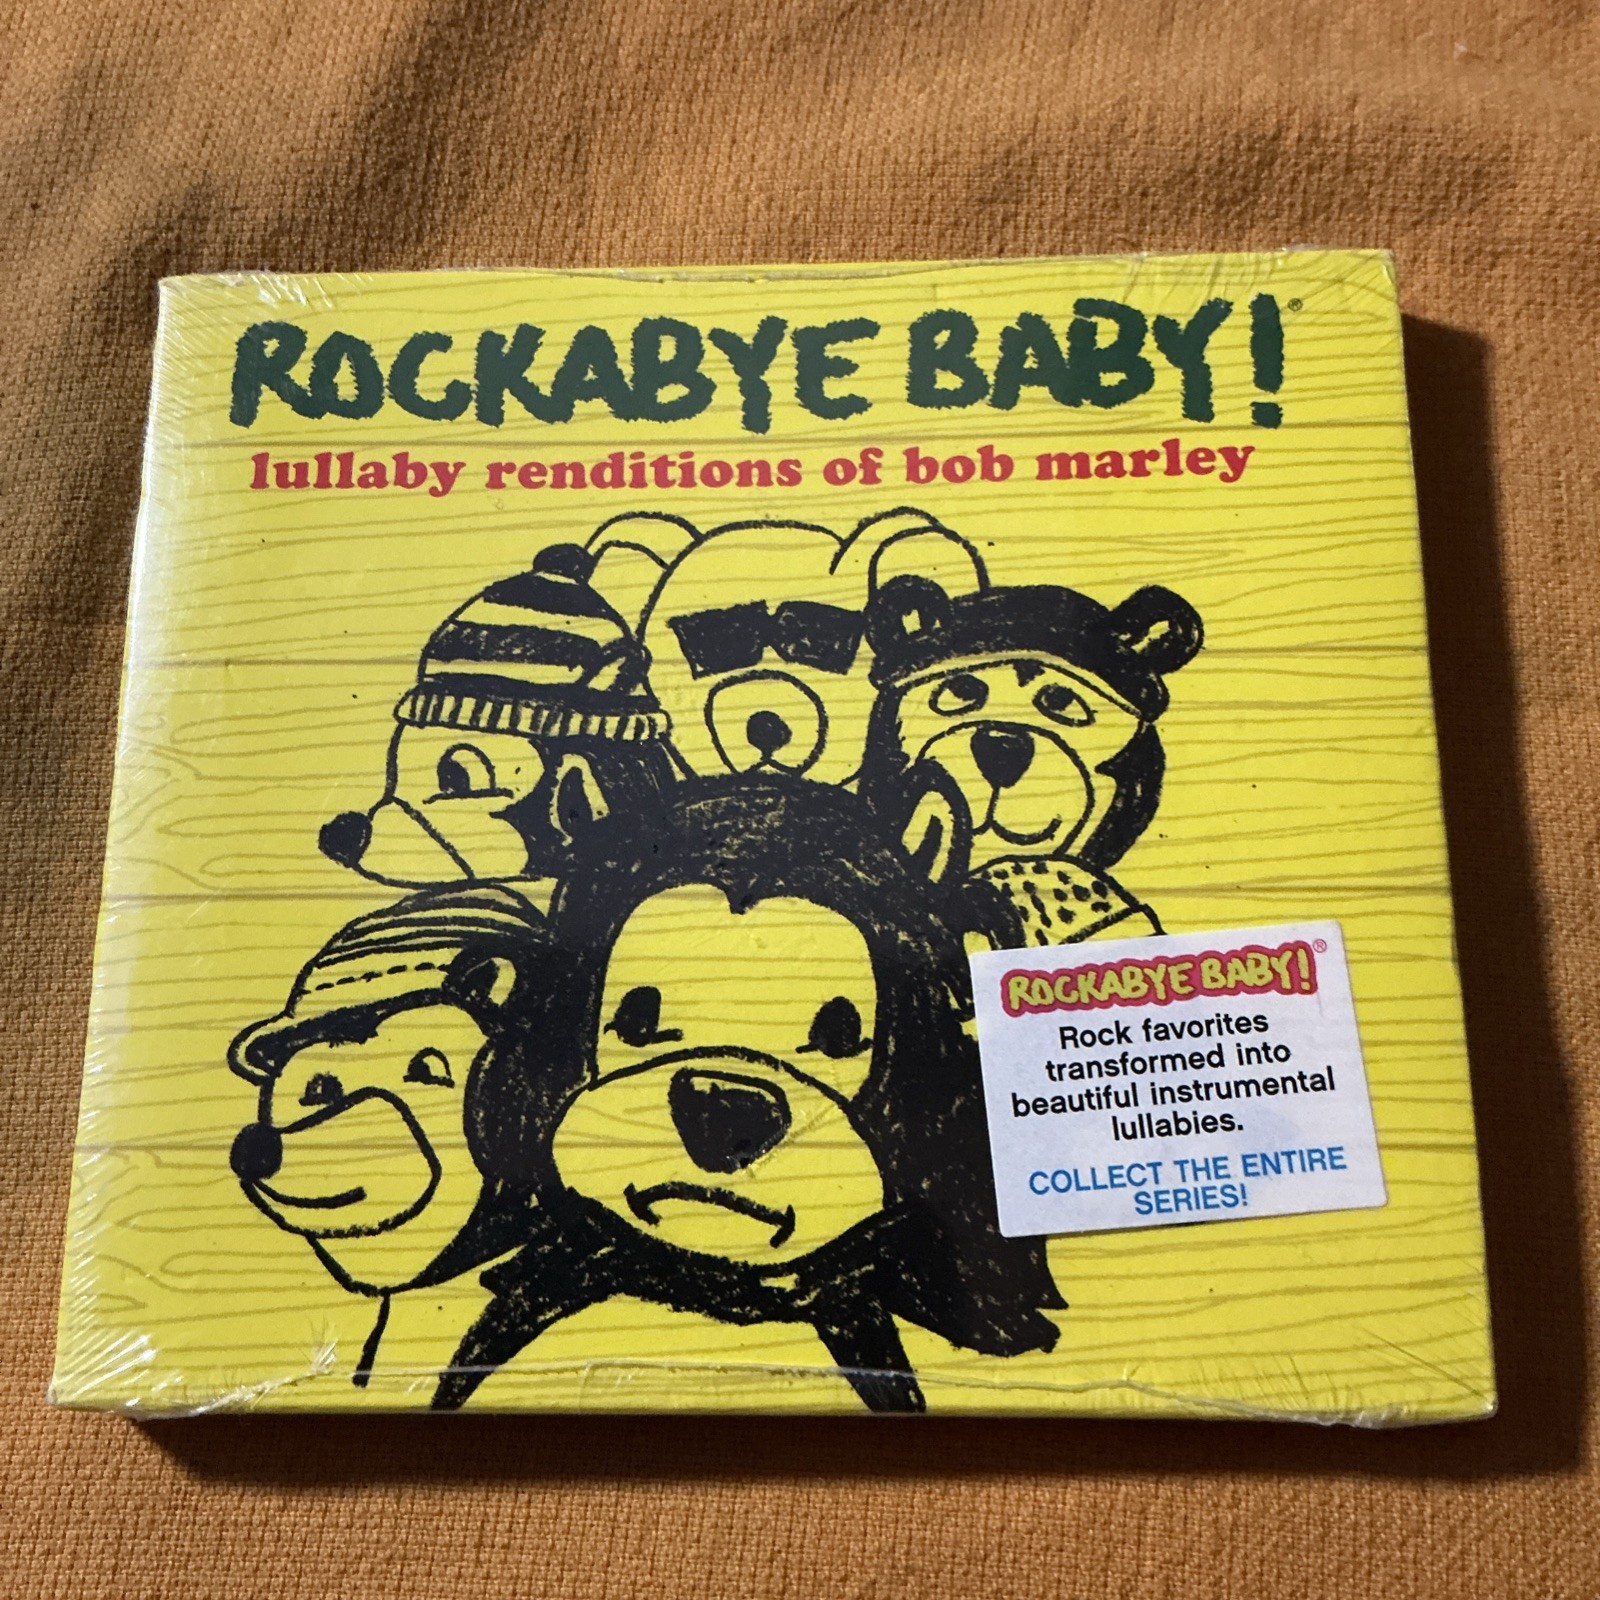 ROCKABYE BABY!®
lullaby renditions of bob marley
ROCKABYE BABY!®
Rock favorites
transformed into
beautiful instrumental
lullabies.
COLLECT THE ENTIRE
SERIES!